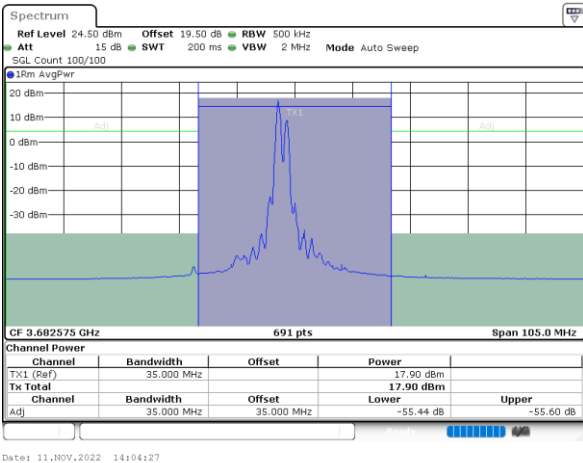 Spectrum
Ref Level 24.50 dBm Offset 19.50 dB RBW 500 kHz
Att 15 dB SWT 200 ms VBW 2 MHz Mode Auto Sweep
SGL Count 100/100
1Rm AvgPwr
20 dBm
TX1
10 dBm
Adj Adj
0 dBm
-10 dBm
-20 dBm
-30 dBm
CF 3.682575 GHz 691 pts Span 105.0 MHz
Channel Power
Channel Bandwidth Offset Power
TX1 (Ref) 35.000 MHz 17.90 dBm
Tx Total 17.90 dBm
Channel Bandwidth Offset Lower Upper
Adj 35.000 MHz 35.000 MHz -55.44 dB -55.60 dB
Ready
Date: 11.NOV.2022 14:04:27